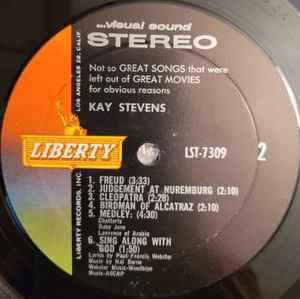 ...visual sound
STEREO
Not so GREAT SONGS that were
left out of GREAT MOVIES
for obvious reasons
KAY STEVENS
LIBERTY
LST-7309
2
1. FREUD (3:33)
2. JUDGEMENT AT NUREMBURG (2:10)
3. CLEOPATRA (2:28)
4. BIRDMAN OF ALCATRAZ (2:10)
5. MEDLEY: (4:30)
Chatterly
Baby Jane
Lawrence of Arabia
6. SING ALONG WITH
GOD (1:50)
Lyrics by Paul Francis Webster
Music by Hal Borne
Webster Music-Mendbiye
Music-ASCAP
LIBERTY RECORDS, INC.
LOS ANGELES 28, CALIF.